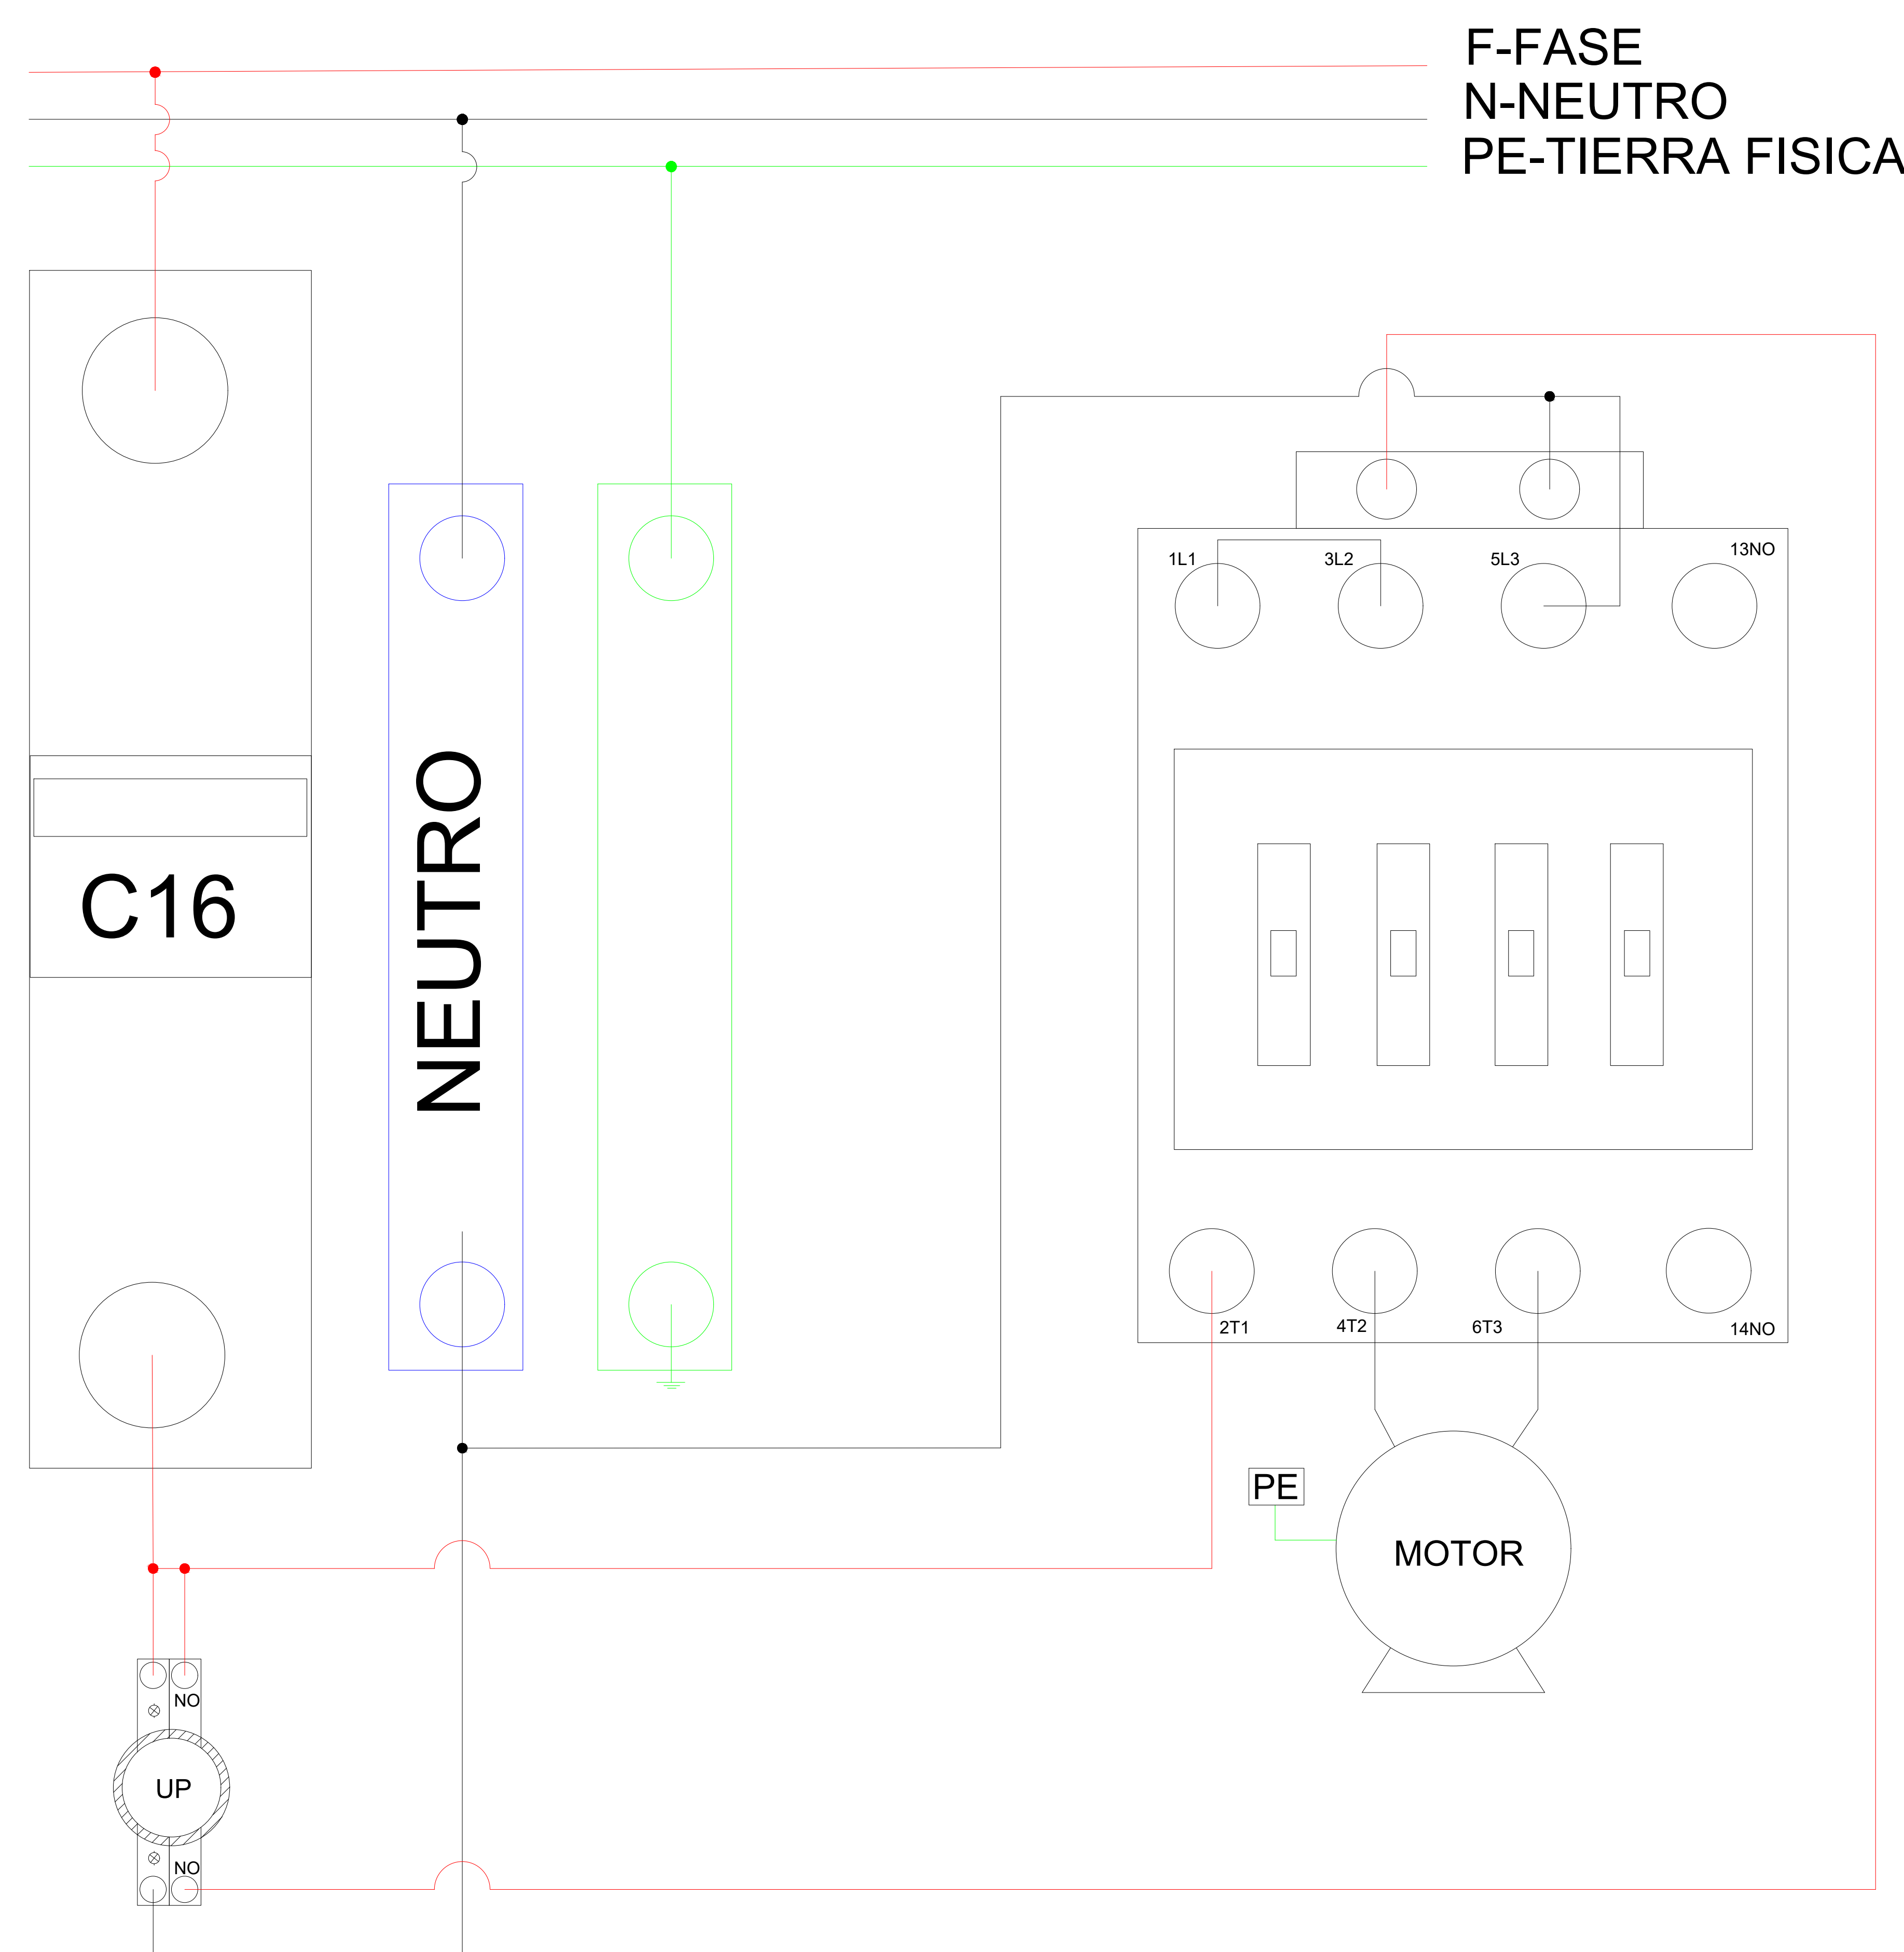 F-FASE
N-NEUTRO
PE-TIERRA FISICA
1L1
3L2
5L3
13NO
C16
NEUTRO
2T1
4T2
6T3
14NO
PE
MOTOR
NO
UP
NO